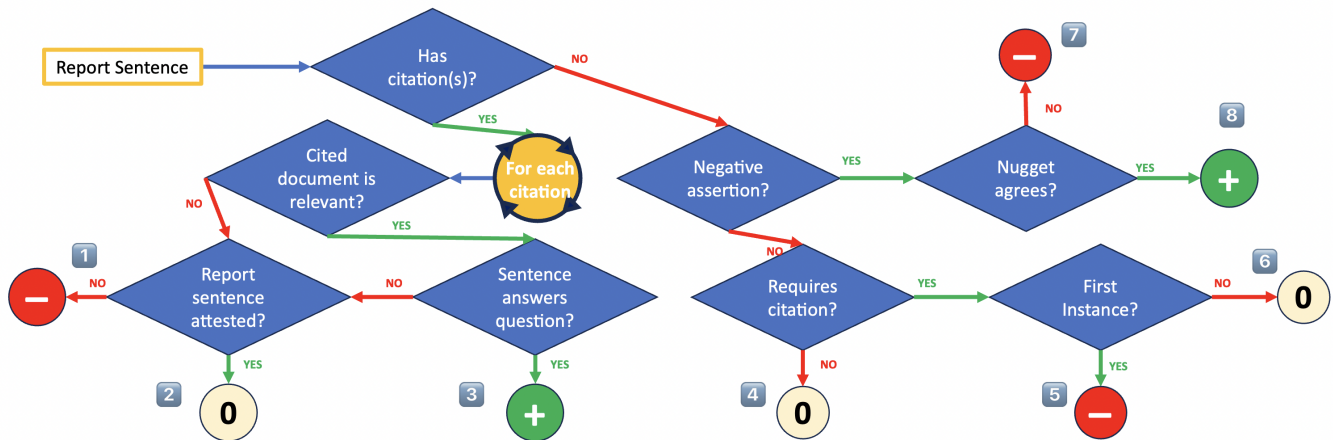 Report Sentence
Has
citation(s)?
NO
YES
For each
citation
Cited
document is
relevant?
NO
YES
Negative
assertion?
YES
NO
Nugget
agrees?
NO
7
YES
8
+
–
1
–
NO
Report
sentence
attested?
NO
Sentence
answers
question?
Requires
citation?
YES
First
Instance?
NO
6
0
YES
2
0
YES
3
+
NO
4
0
YES
5
–